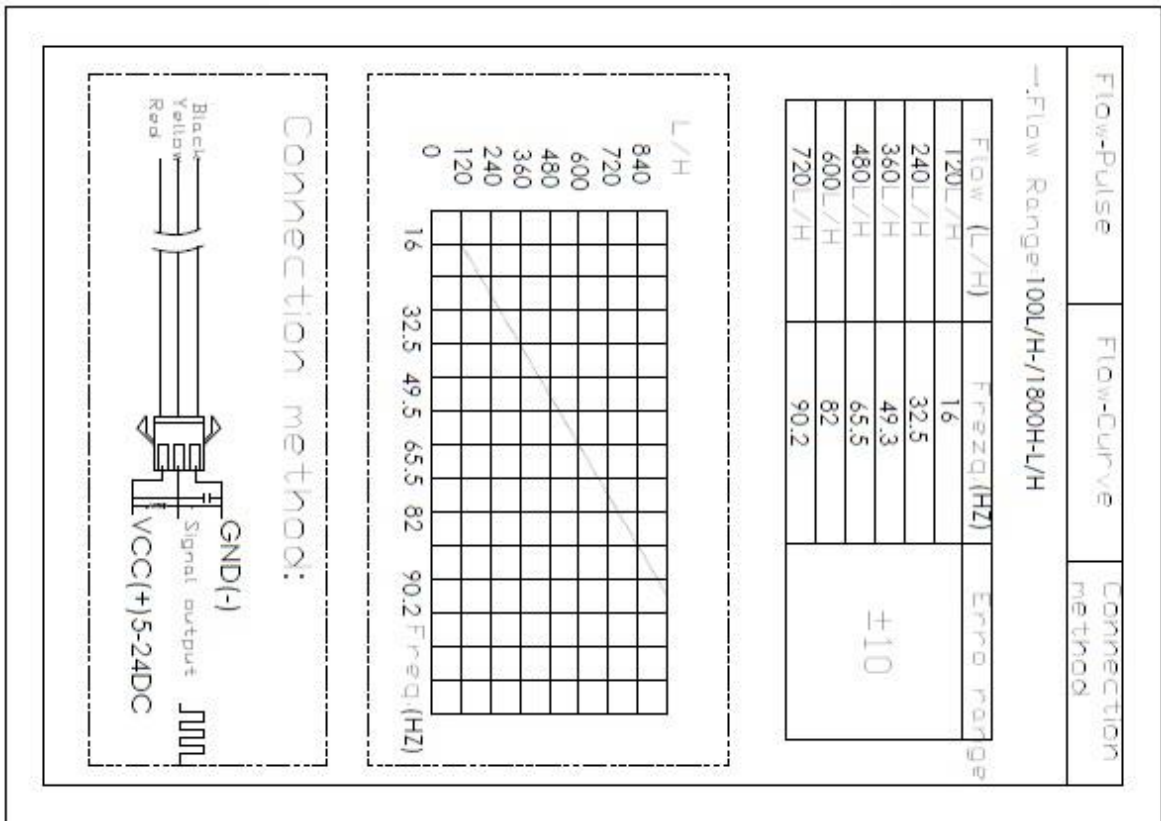 Flow-Pulse
Flow-Curve
Connection
method
一.Flow Range:100L/H-/1800H-L/H
Flow (L/H)
Frezq.(HZ)
Erro range
120L/H
16
240L/H
32.5
360L/H
49.3
480L/H
65.5
600L/H
82
720L/H
90.2
±10
L/H
840
720
600
480
360
240
120
0
16
32.5
49.5
65.5
82
90.2
Freq.(HZ)
Connection method:
Black
Yellow
Red
GND(-)
Signal output
VCC(+)5-24DC